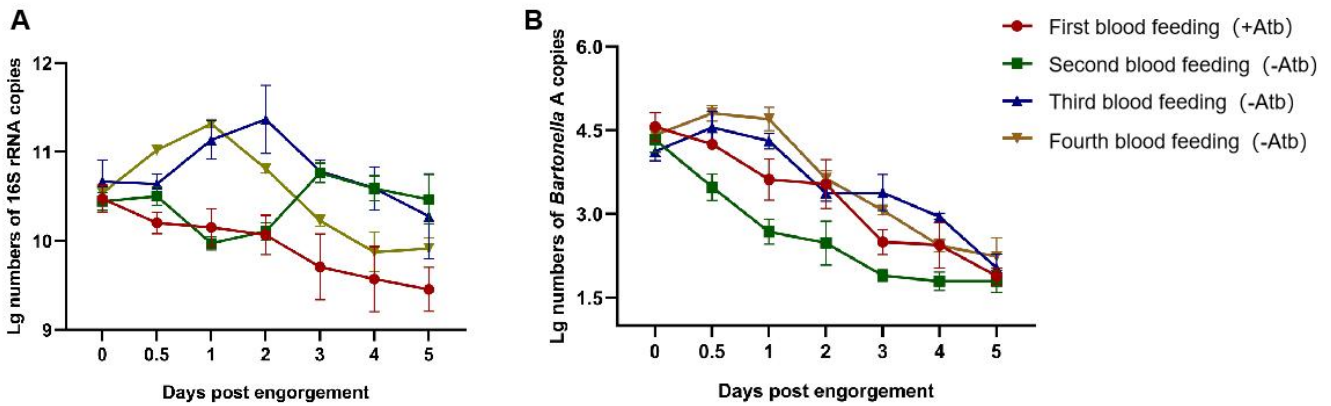 A
Lg numbers of 16S rRNA copies
12
11
10
9
0 0.5 1 2 3 4 5
Days post engorgement
B
Lg numbers of Bartonella A copies
6.0
4.5
3.0
1.5
0 0.5 1 2 3 4 5
Days post engorgement
First blood feeding (+Atb)
Second blood feeding (-Atb)
Third blood feeding (-Atb)
Fourth blood feeding (-Atb)